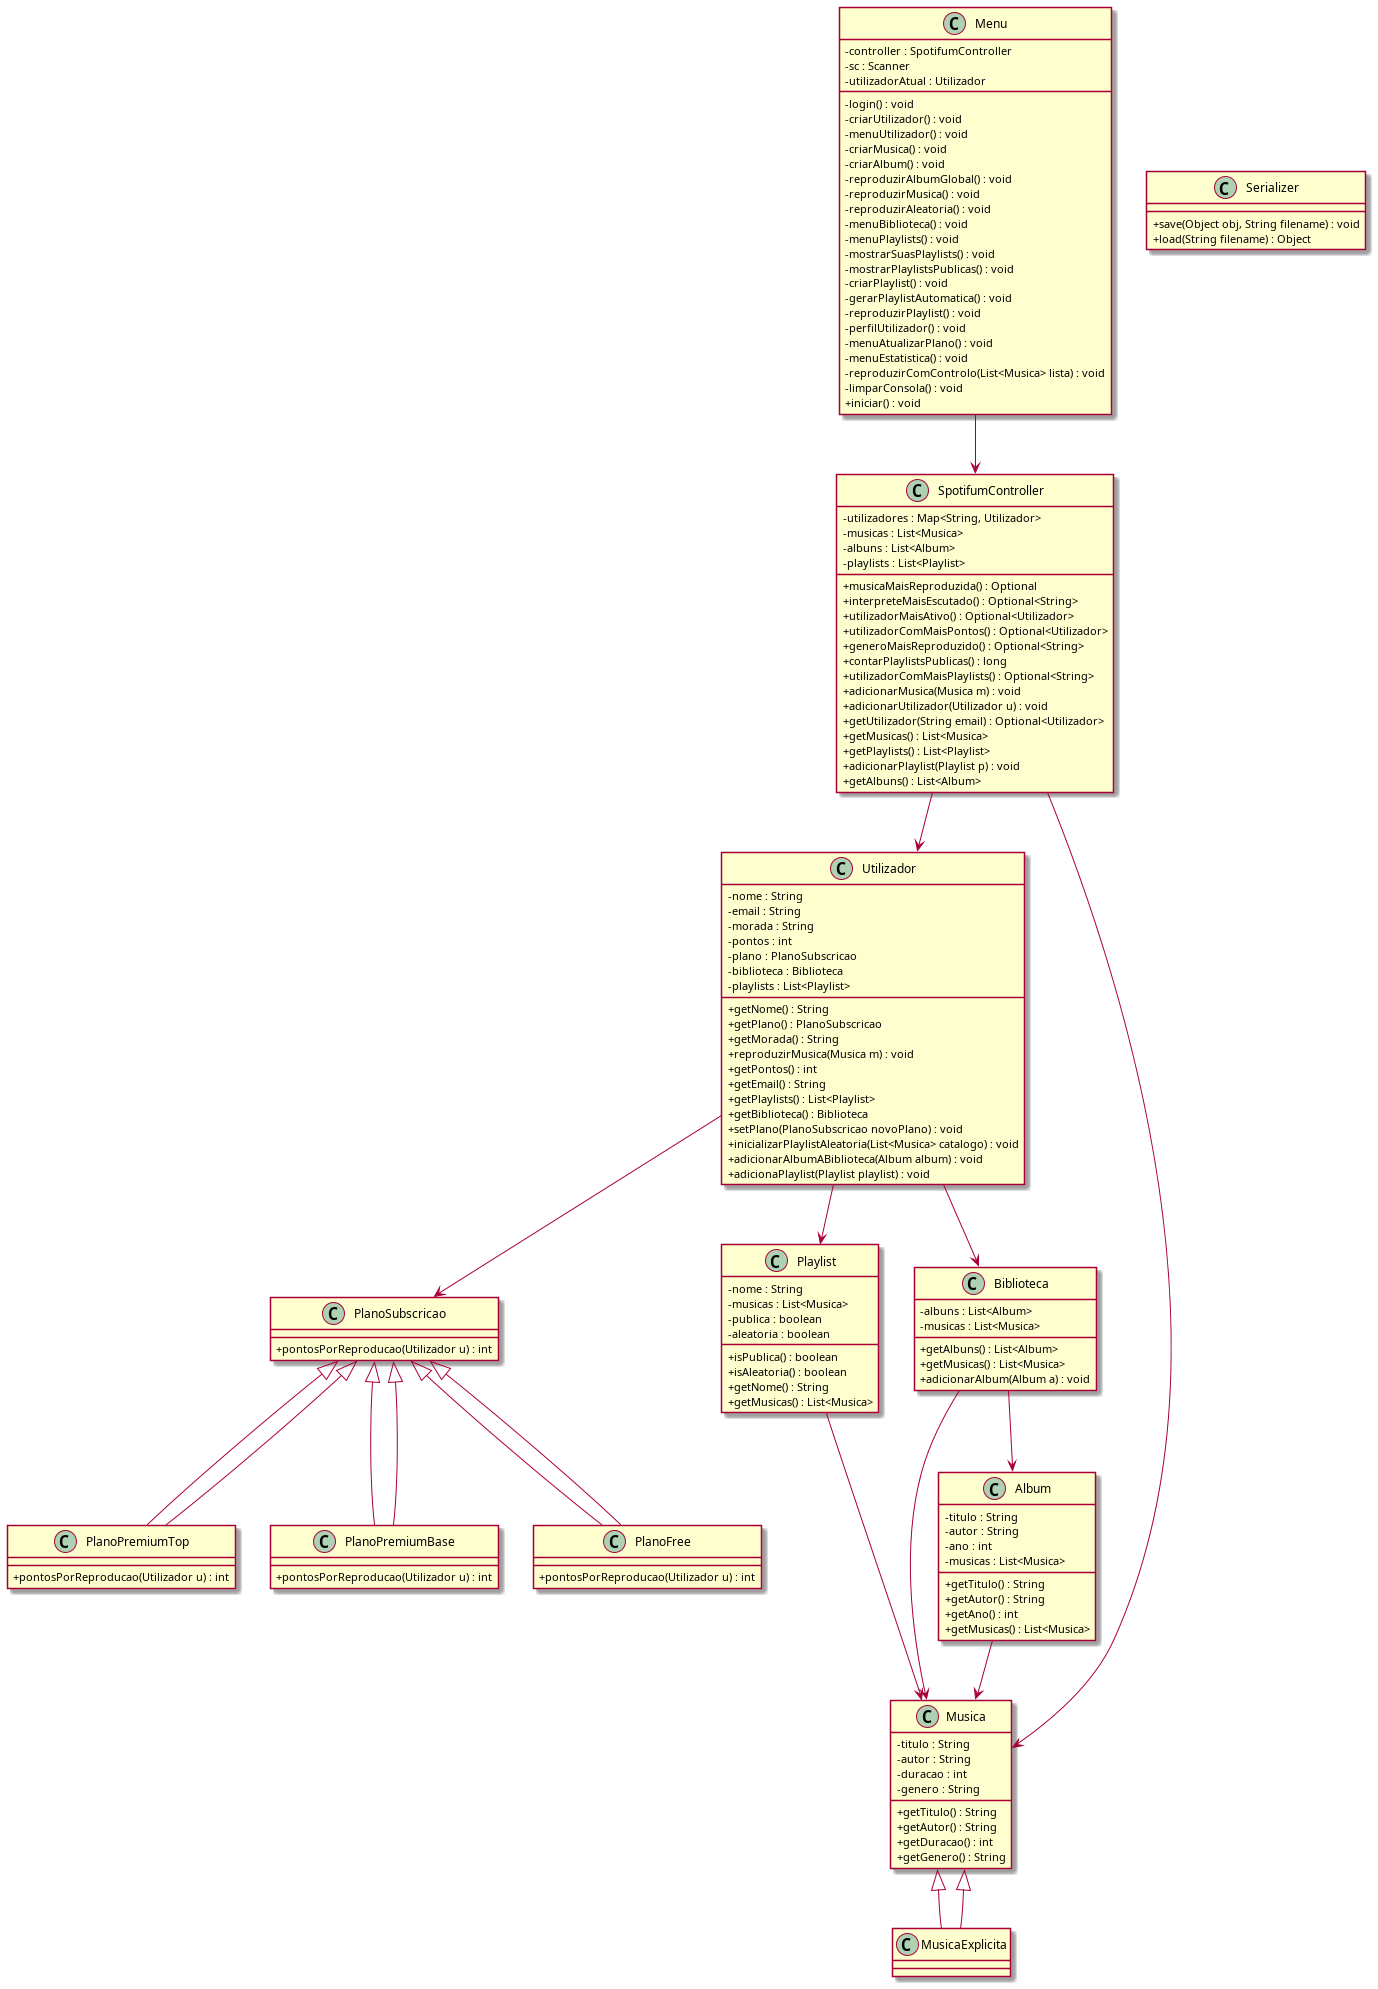 C Menu
-controller : SpotifumController
-sc : Scanner
-utilizadorAtual : Utilizador
-login() : void
-criarUtilizador() : void
-menuUtilizador() : void
-criarMusica() : void
-criarAlbum() : void
-reproduzirAlbumGlobal() : void
-reproduzirMusica() : void
-reproduzirAleatoria() : void
-menuBiblioteca() : void
-menuPlaylists() : void
-mostrarSuasPlaylists() : void
-mostrarPlaylistsPublicas() : void
-criarPlaylist() : void
-gerarPlaylistAutomatica() : void
-reproduzirPlaylist() : void
-perfilUtilizador() : void
-menuAtualizarPlano() : void
-menuEstatistica() : void
-reproduzirComControlo(List<Musica> lista) : void
-limparConsola() : void
+iniciar() : void
C Serializer
+save(Object obj, String filename) : void
+load(String filename) : Object
C SpotifumController
-utilizadores : Map<String, Utilizador>
-musicas : List<Musica>
-albuns : List<Album>
-playlists : List<Playlist>
+musicaMaisReproduzida() : Optional
+interpreteMaisEscutado() : Optional<String>
+utilizadorMaisAtivo() : Optional<Utilizador>
+utilizadorComMaisPontos() : Optional<Utilizador>
+generoMaisReproduzido() : Optional<String>
+contarPlaylistsPublicas() : long
+utilizadorComMaisPlaylists() : Optional<String>
+adicionarMusica(Musica m) : void
+adicionarUtilizador(Utilizador u) : void
+getUtilizador(String email) : Optional<Utilizador>
+getMusicas() : List<Musica>
+getPlaylists() : List<Playlist>
+adicionarPlaylist(Playlist p) : void
+getAlbuns() : List<Album>
C Utilizador
-nome : String
-email : String
-morada : String
-pontos : int
-plano : PlanoSubscricao
-biblioteca : Biblioteca
-playlists : List<Playlist>
+getNome() : String
+getPlano() : PlanoSubscricao
+getMorada() : String
+reproduzirMusica(Musica m) : void
+getPontos() : int
+getEmail() : String
+getPlaylists() : List<Playlist>
+getBiblioteca() : Biblioteca
+setPlano(PlanoSubscricao novoPlano) : void
+inicializarPlaylistAleatoria(List<Musica> catalogo) : void
+adicionarAlbumABiblioteca(Album album) : void
+adicionaPlaylist(Playlist playlist) : void
C PlanoSubscricao
+pontosPorReproducao(Utilizador u) : int
C Playlist
-nome : String
-musicas : List<Musica>
-publica : boolean
-aleatoria : boolean
+isPublica() : boolean
+isAleatoria() : boolean
+getNome() : String
+getMusicas() : List<Musica>
C Biblioteca
-albuns : List<Album>
-musicas : List<Musica>
+getAlbuns() : List<Album>
+getMusicas() : List<Musica>
+adicionarAlbum(Album a) : void
C PlanoPremiumTop
+pontosPorReproducao(Utilizador u) : int
C PlanoPremiumBase
+pontosPorReproducao(Utilizador u) : int
C PlanoFree
+pontosPorReproducao(Utilizador u) : int
C Album
-titulo : String
-autor : String
-ano : int
-musicas : List<Musica>
+getTitulo() : String
+getAutor() : String
+getAno() : int
+getMusicas() : List<Musica>
C Musica
-titulo : String
-autor : String
-duracao : int
-genero : String
+getTitulo() : String
+getAutor() : String
+getDuracao() : int
+getGenero() : String
C MusicaExplicita